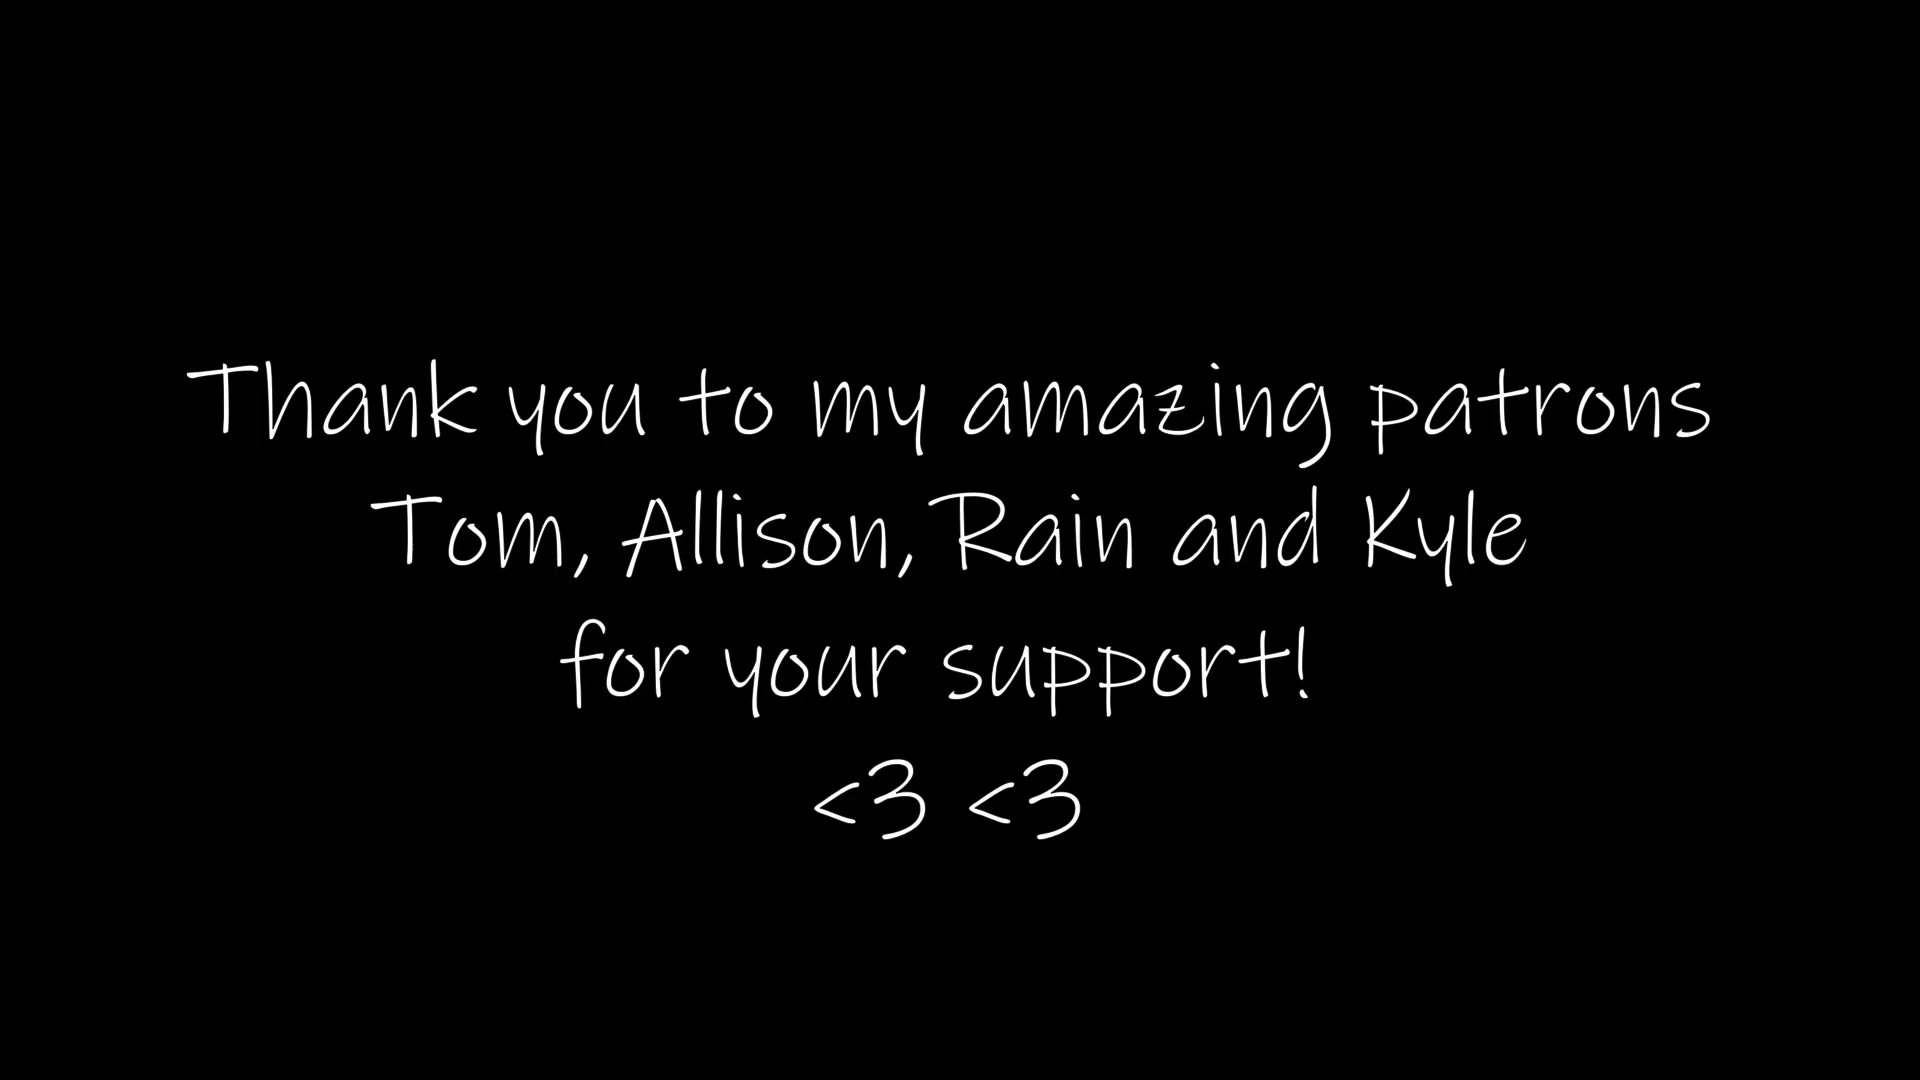 Thank you to my amazing patrons
Tom, Allison, Rain and Kyle
for your support!
<3 <3